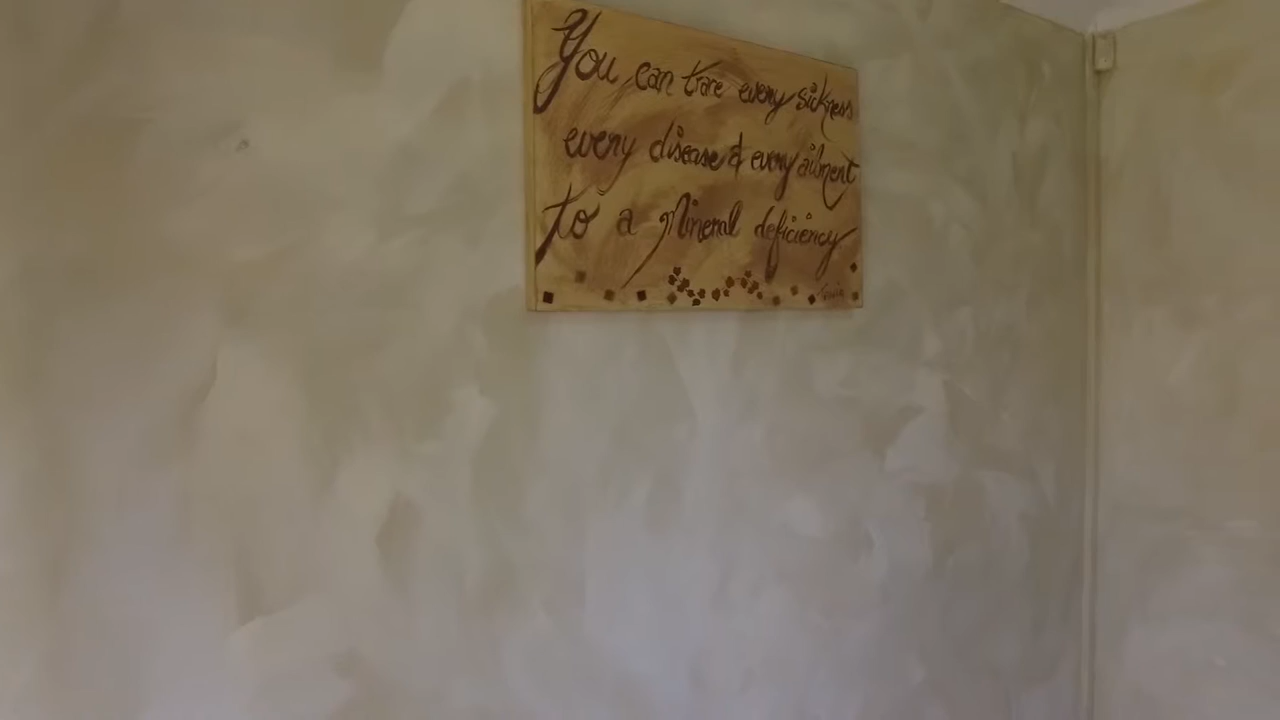 You can trace every sickness
every disease & every ailment
to a Mineral deficiency